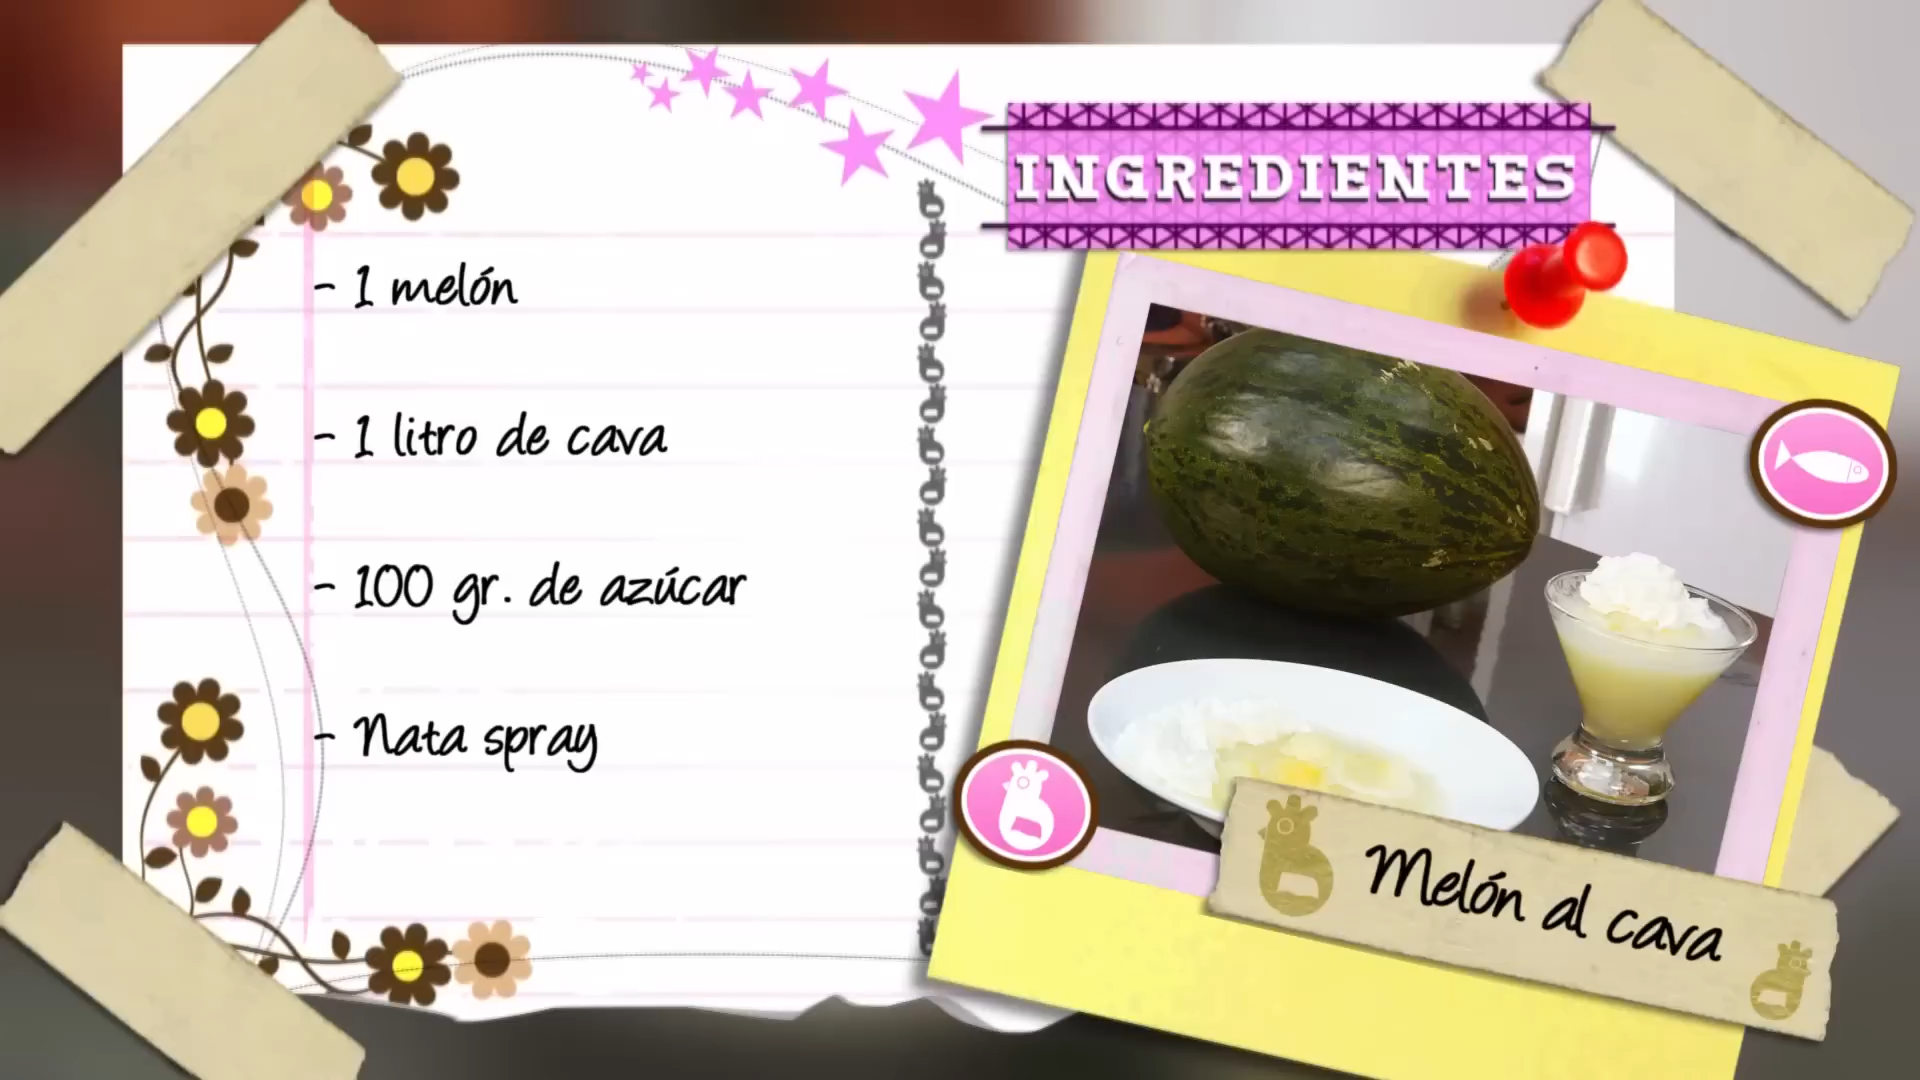 INGREDIENTES
- 1 melón
- 1 litro de cava
- 100 gr. de azúcar
- Nata spray
Melón al cava